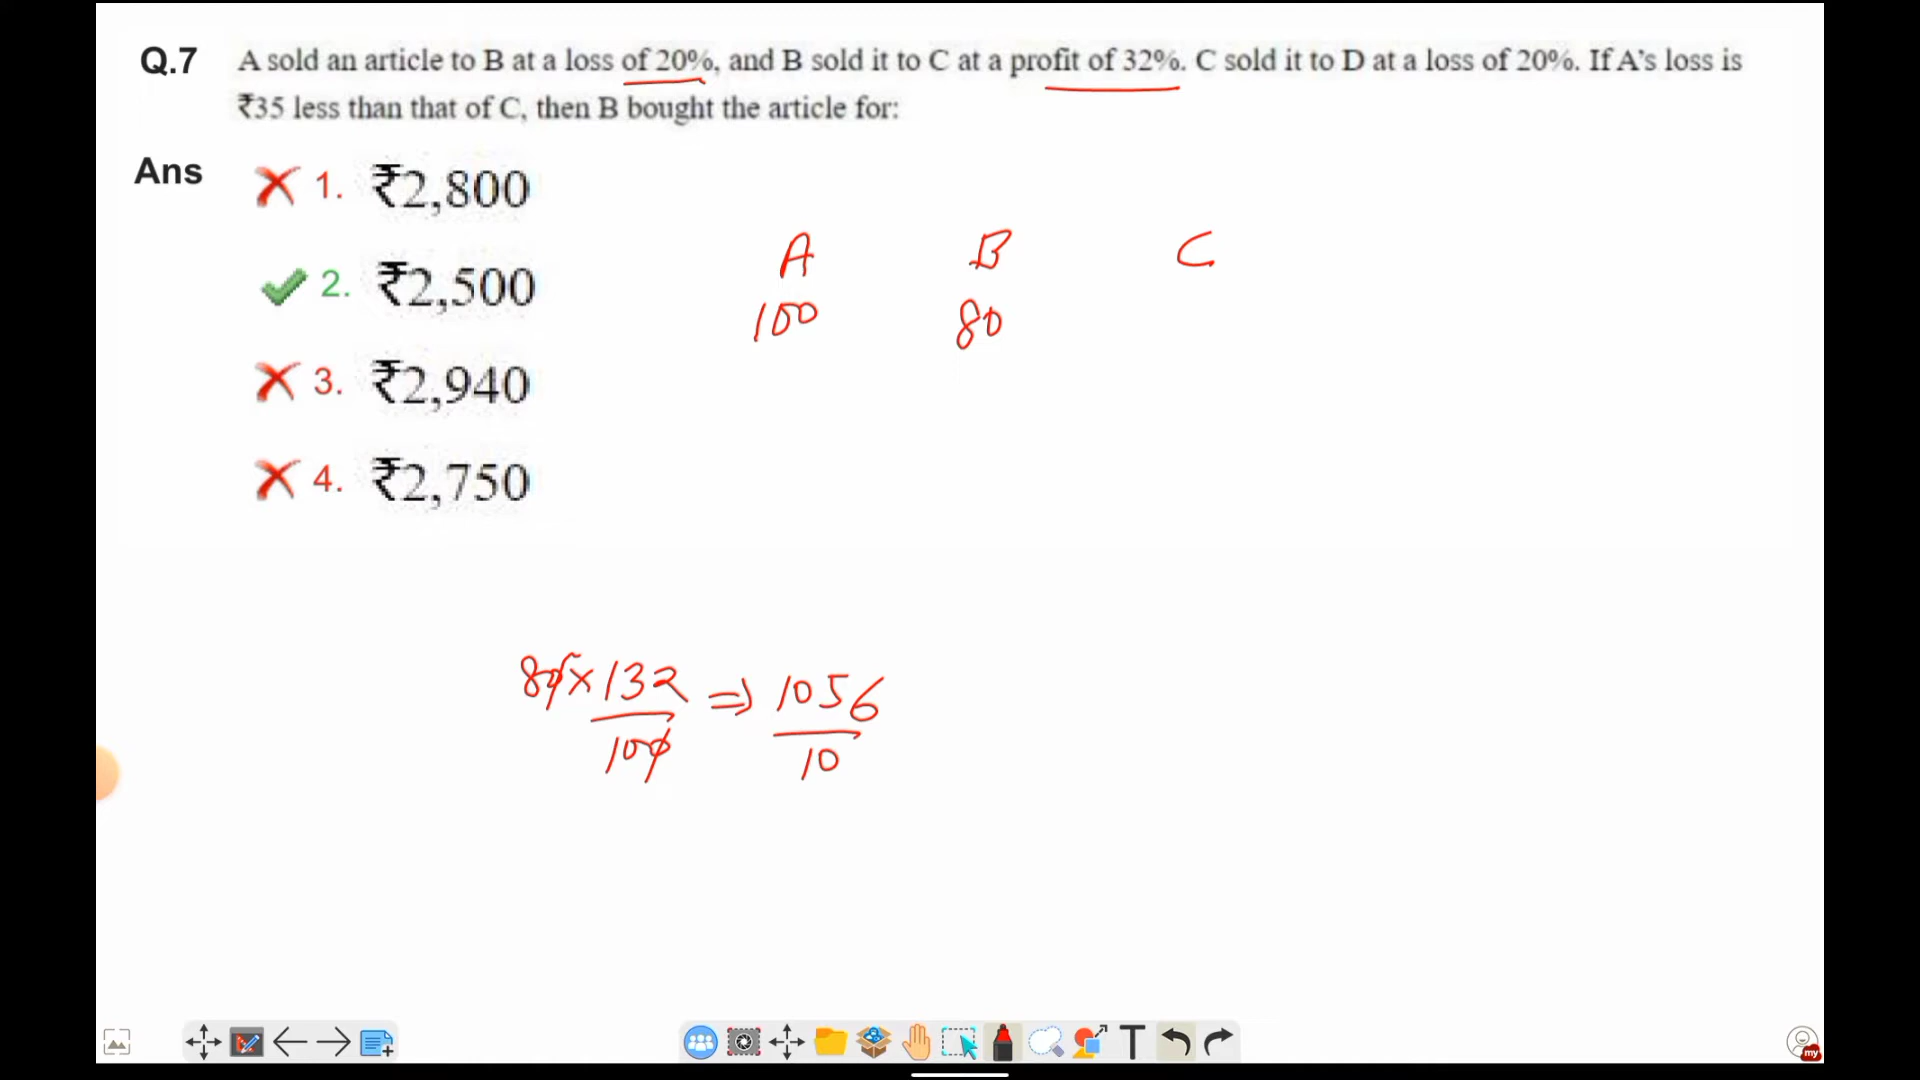 Q.7 A sold an article to B at a loss of 20%, and B sold it to C at a profit of 32%. C sold it to D at a loss of 20%. If A's loss is
₹35 less than that of C, then B bought the article for:
Ans
1. ₹2,800
2. ₹2,500
3. ₹2,940
4. ₹2,750
A B C
100 80
80 × 132 ⇒ 1056
100 10
T
my